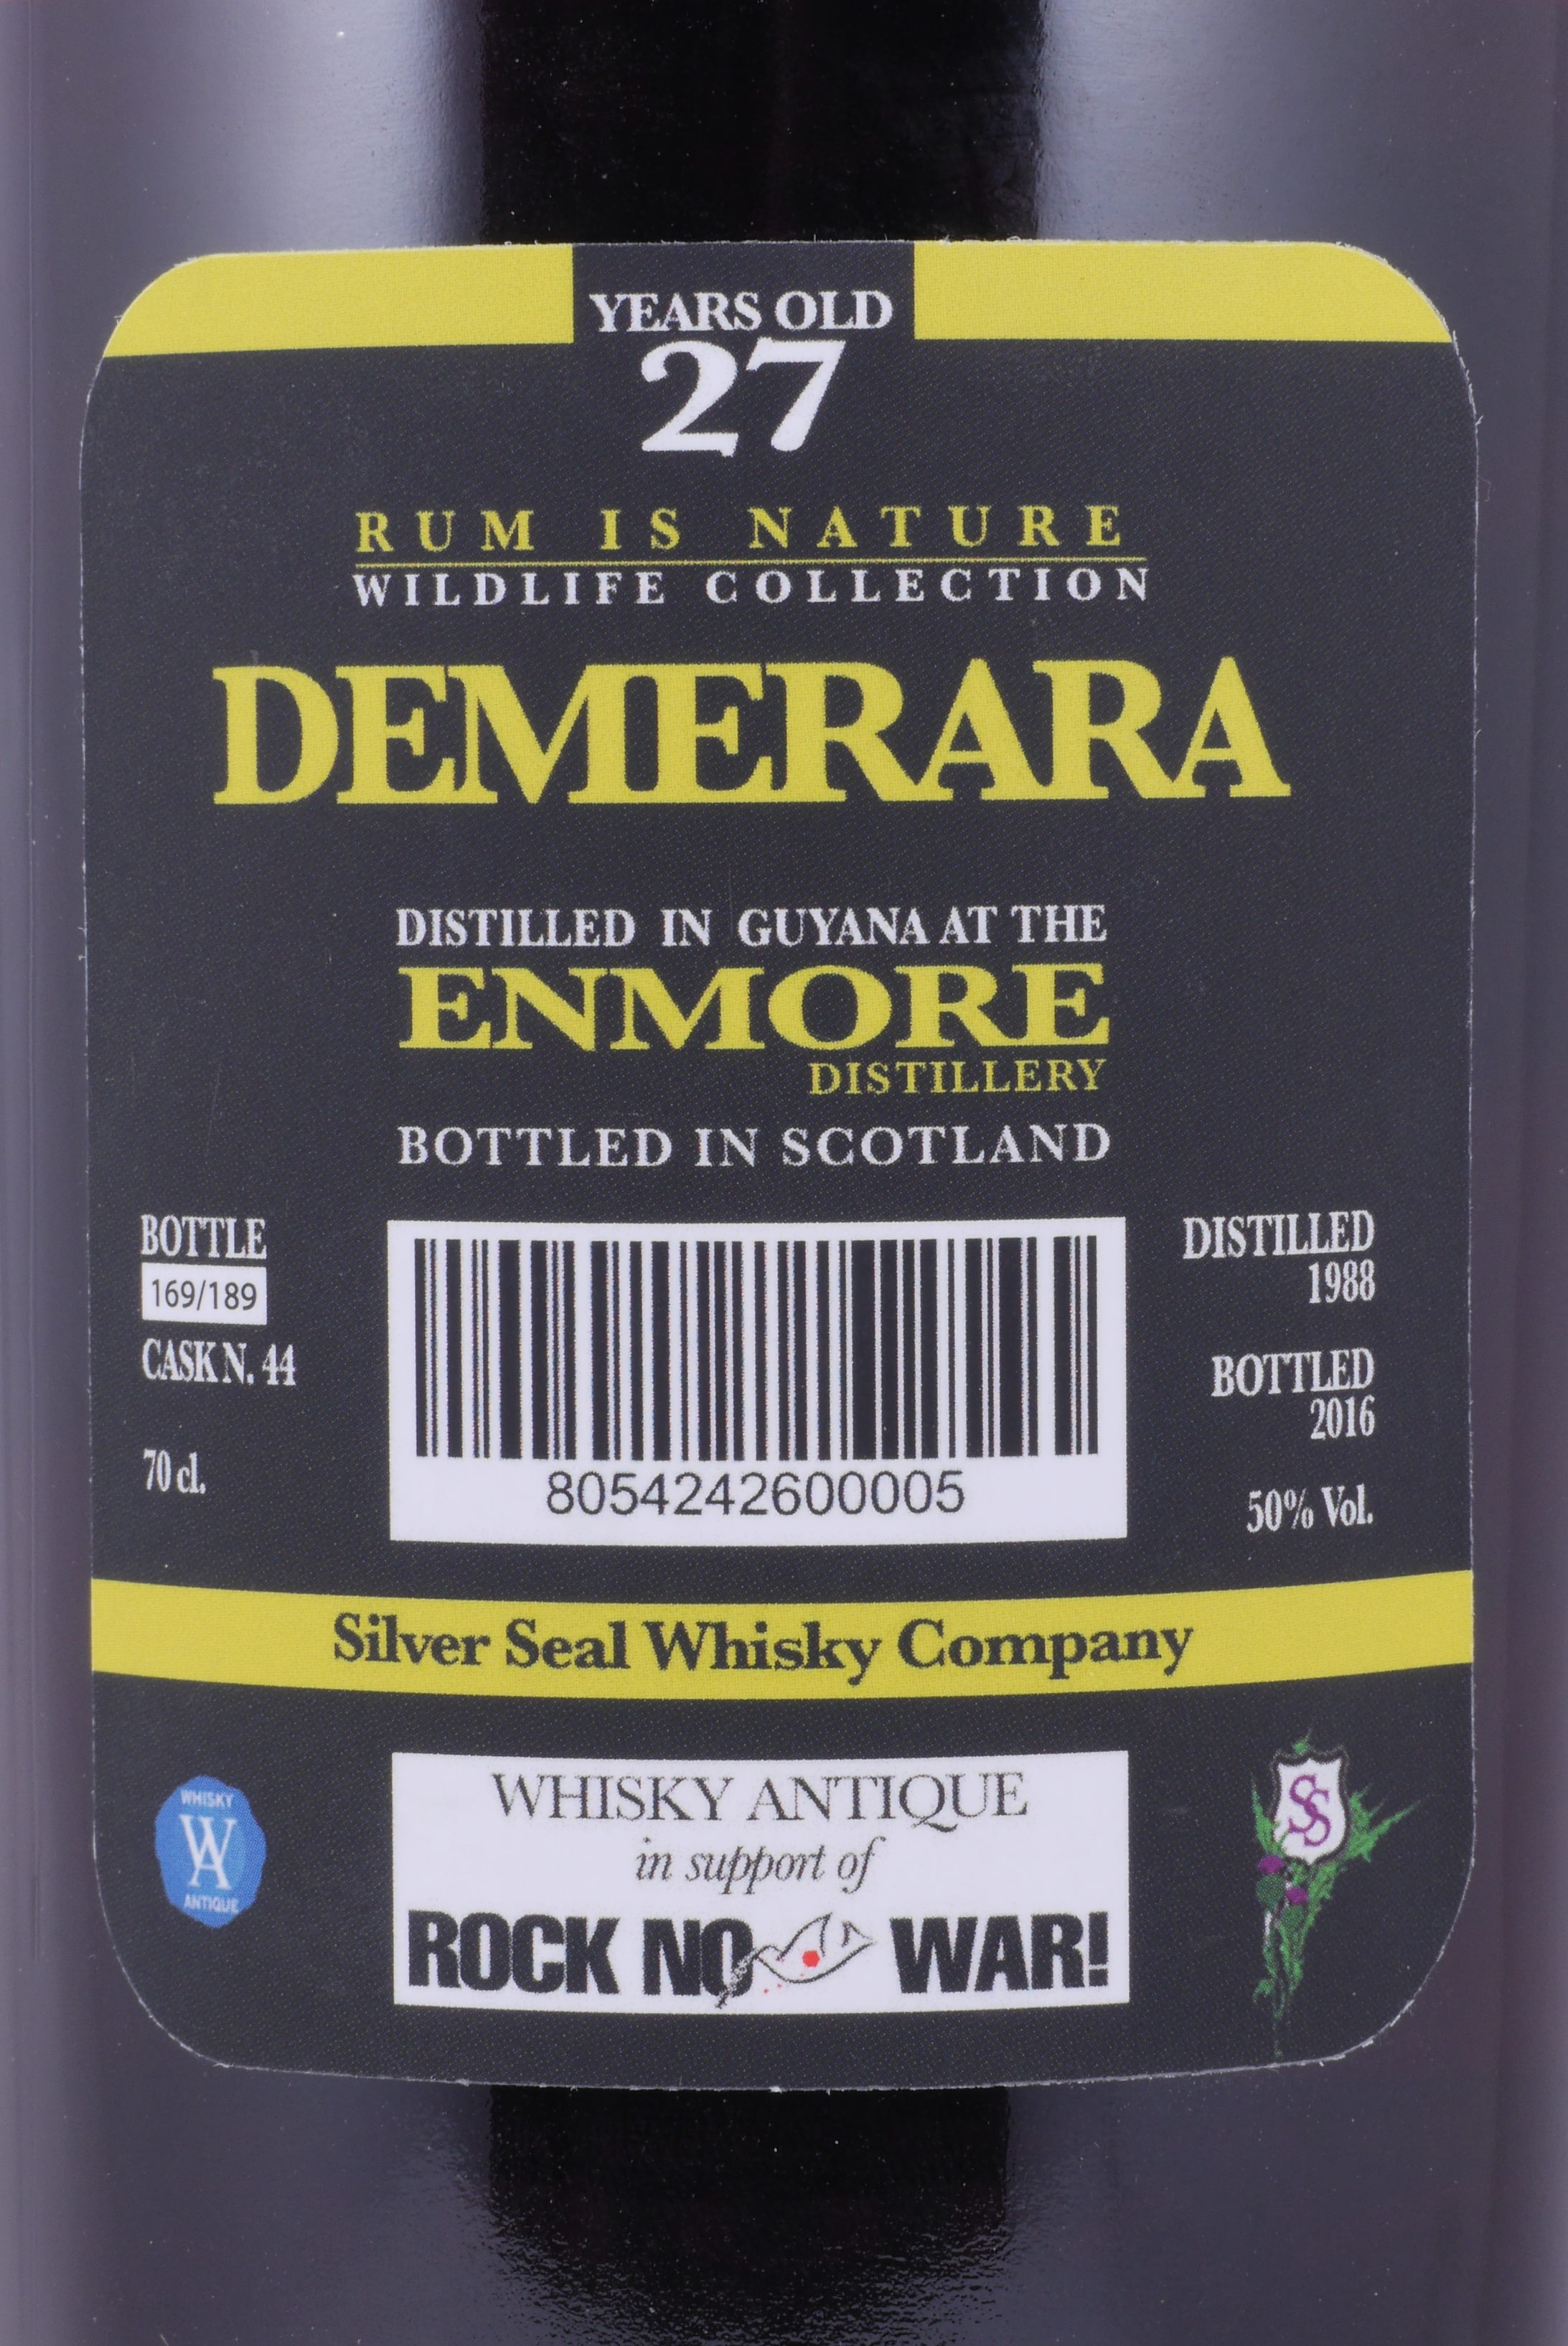 YEARS OLD
27
RUM IS NATURE
WILDLIFE COLLECTION
DEMERARA
DISTILLED IN GUYANA AT THE
ENMORE
DISTILLERY
BOTTLED IN SCOTLAND
BOTTLE
169/189
CASK N. 44
70 cl.
8054242600005
DISTILLED
1988
BOTTLED
2016
50% Vol.
Silver Seal Whisky Company
WHISKY
WA
ANTIQUE
WHISKY ANTIQUE
in support of
ROCK NO WAR!
SS